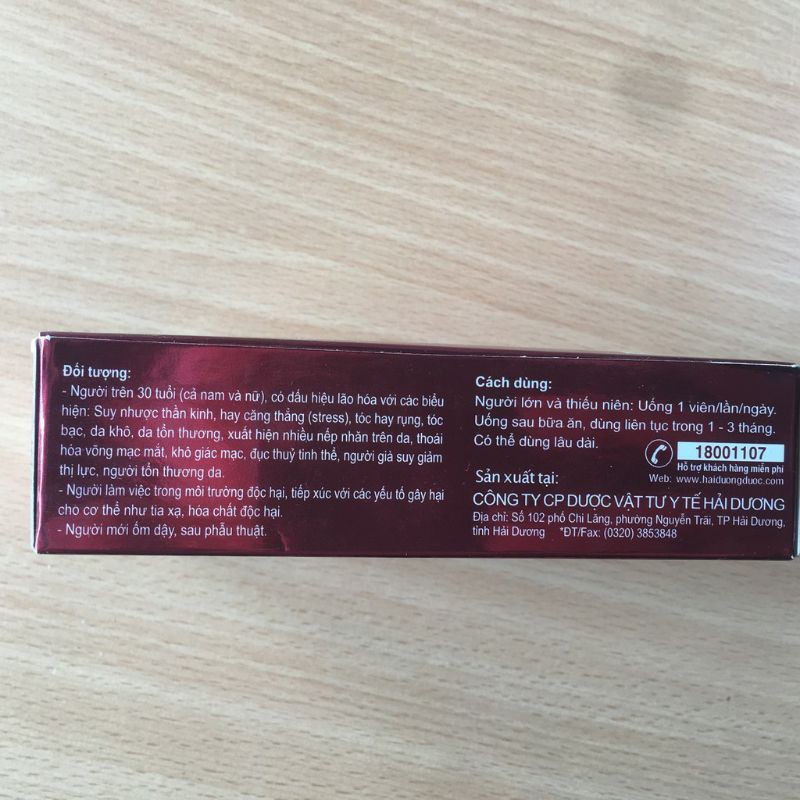 Đối tượng:
- Người trên 30 tuổi (cả nam và nữ), có dấu hiệu lão hóa với các biểu
hiện: Suy nhược thần kinh, hay căng thẳng (stress), tóc hay rụng, tóc
bạc, da khô, da tổn thương, xuất hiện nhiều nếp nhăn trên da, thoái
hóa võng mạc mắt, khô giác mạc, đục thuỷ tinh thể, người già suy giảm
thị lực, người tổn thương da.
- Người làm việc trong môi trường độc hại, tiếp xúc với các yếu tố gây hại
cho cơ thể như tia xạ, hóa chất độc hại.
- Người mới ốm dậy, sau phẫu thuật.
Cách dùng:
Người lớn và thiếu niên: Uống 1 viên/lần/ngày.
Uống sau bữa ăn, dùng liên tục trong 1 - 3 tháng.
Có thể dùng lâu dài.
18001107
Hỗ trợ khách hàng miễn phí
Web: www.haiduongduoc.com
Sản xuất tại:
CÔNG TY CP DƯỢC VẬT TƯ Y TẾ HẢI DƯƠNG
Địa chỉ: Số 102 phố Chi Lăng, phường Nguyễn Trãi, TP Hải Dương,
tỉnh Hải Dương *ĐT/Fax: (0320) 3853848